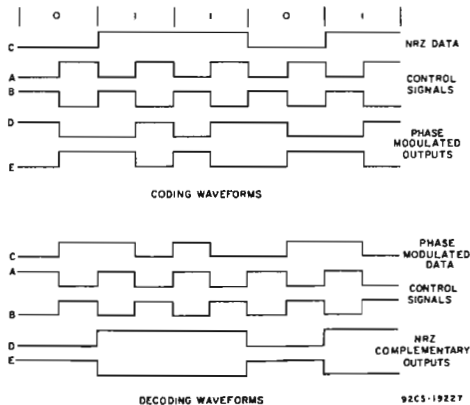 0 1 1 0 1
C NRZ DATA
A
B
CONTROL
SIGNALS
D
E
PHASE
MODULATED
OUTPUTS
CODING WAVEFORMS
C
PHASE
MODULATED
DATA
A
B
CONTROL
SIGNALS
D
E
NRZ
COMPLEMENTARY
OUTPUTS
DECODING WAVEFORMS
92CS-19227